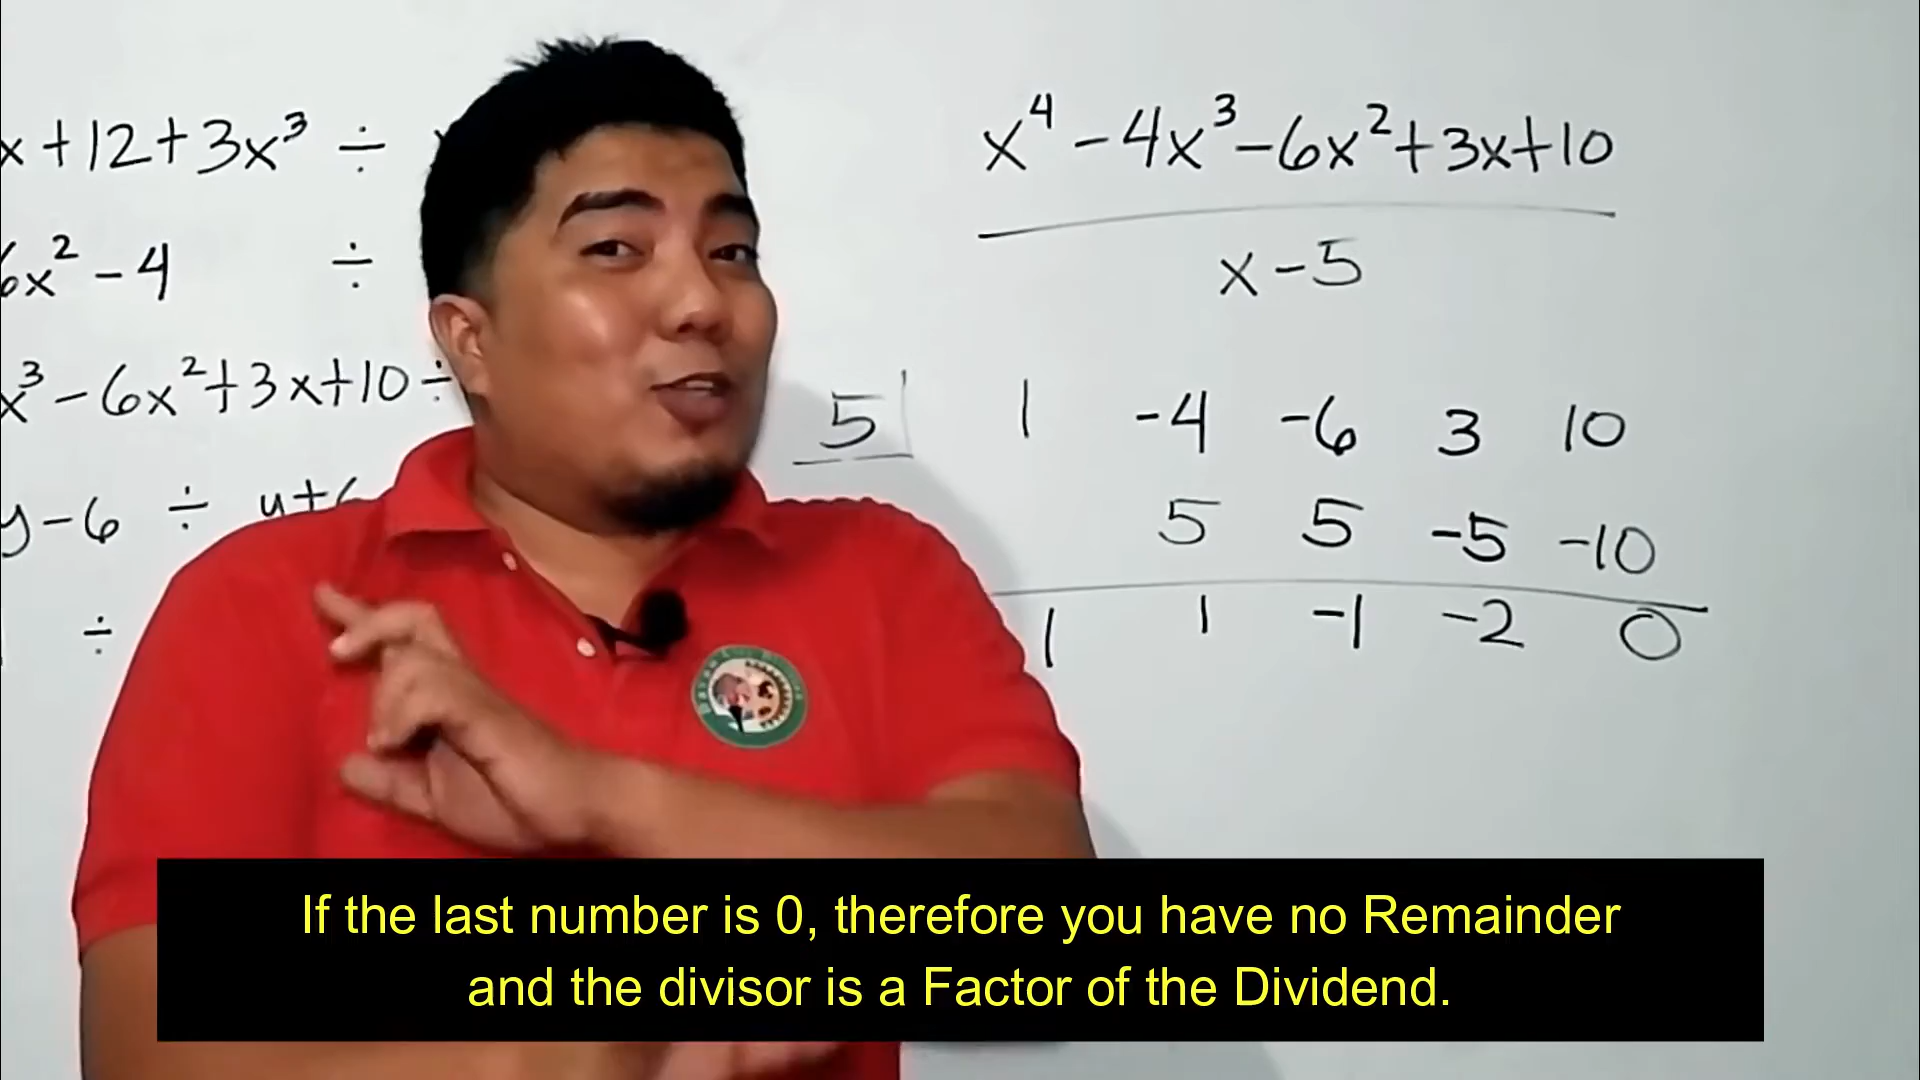 x+12+3x³ ÷
6x²-4 ÷
x³-6x²+3x+10÷
y-6 ÷ y+6
÷
x⁴-4x³-6x²+3x+10
x-5
5 1 -4 -6 3 10
5 5 -5 -10
1 1 -1 -2 0
If the last number is 0, therefore you have no Remainder
and the divisor is a Factor of the Dividend.